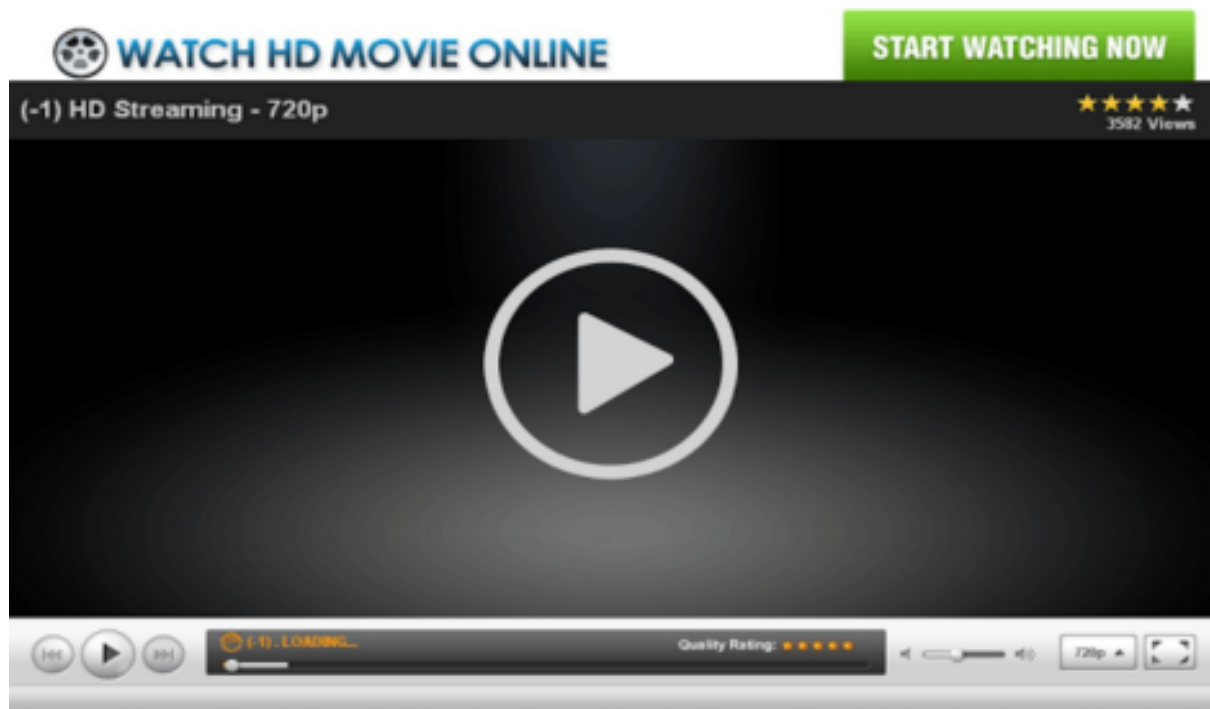 WATCH HD MOVIE ONLINE
START WATCHING NOW
(-1) HD Streaming - 720p
3582 Views
(-1). LOADING...
Quality Rating:
720p